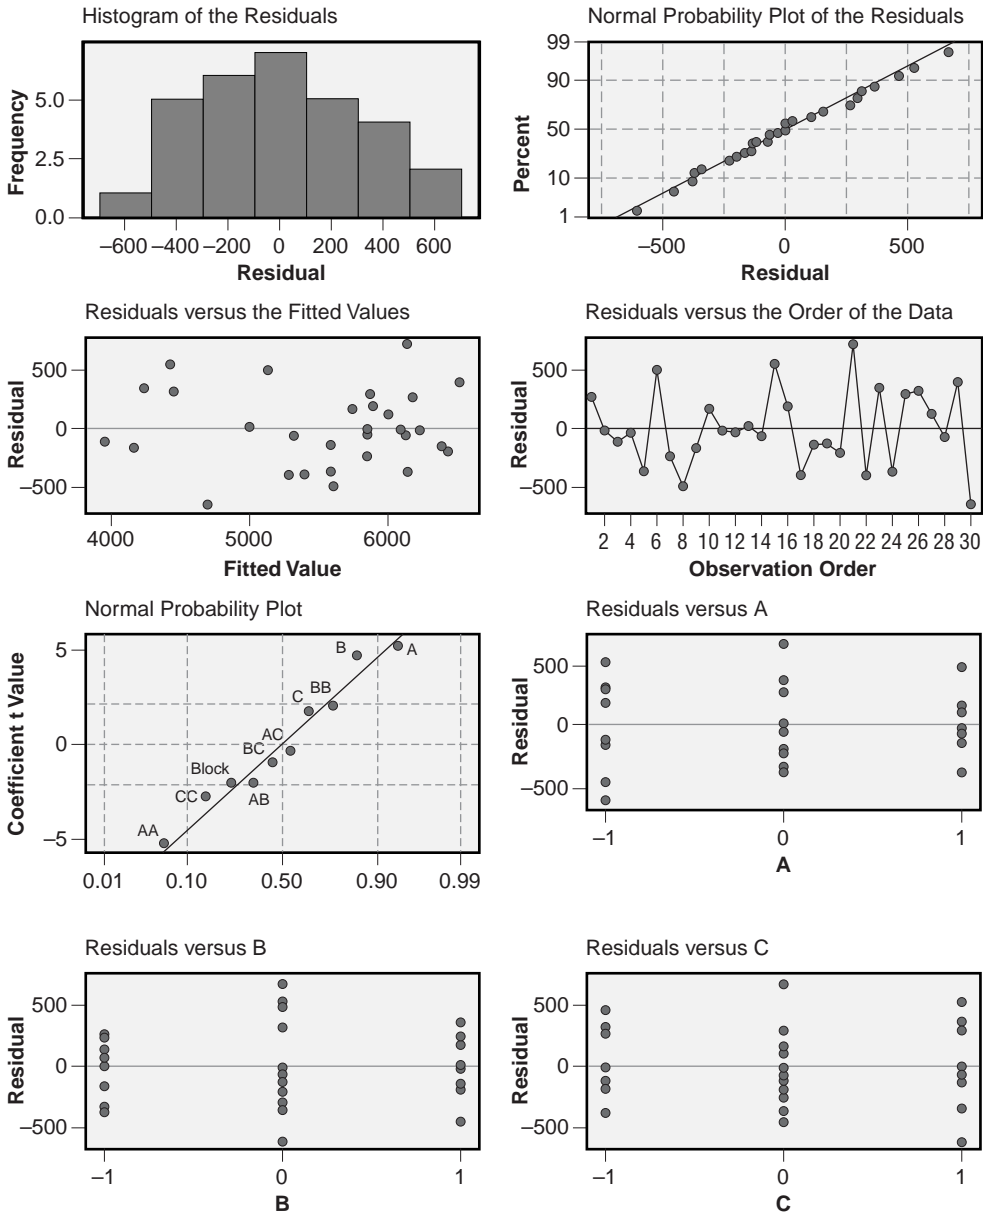 Histogram of the Residuals
Frequency
5.0
2.5
0.0
–600 –400 –200 0 200 400 600
Residual
Normal Probability Plot of the Residuals
Percent
99
90
50
10
1
–500 0 500
Residual
Residuals versus the Fitted Values
Residual
500
0
–500
4000 5000 6000
Fitted Value
Residuals versus the Order of the Data
Residual
500
0
–500
2 4 6 8 10 12 14 16 18 20 22 24 26 28 30
Observation Order
Normal Probability Plot
Coefficient t Value
5
0
–5
B
A
BB
C
AC
BC
Block
AB
CC
AA
0.01 0.10 0.50 0.90 0.99
Residuals versus A
Residual
500
0
–500
–1 0 1
A
Residuals versus B
Residual
500
0
–500
–1 0 1
B
Residuals versus C
Residual
500
0
–500
–1 0 1
C